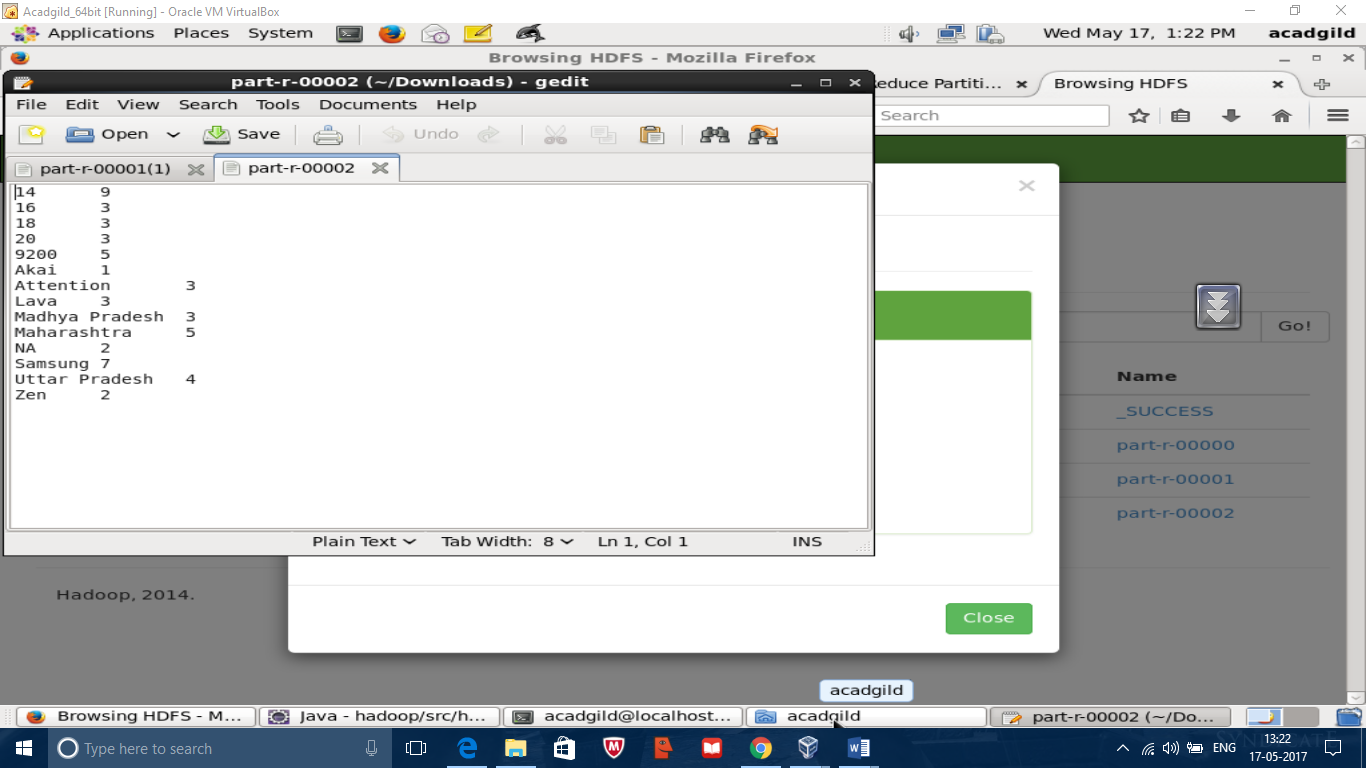 Acadgild_64bit [Running] - Oracle VM VirtualBox
Applications Places System Wed May 17, 1:22 PM acadgild
Browsing HDFS - Mozilla Firefox
part-r-00002 (~/Downloads) - gedit
educe Partiti... Browsing HDFS
File Edit View Search Tools Documents Help
Search
Open Save Undo
part-r-00001(1) part-r-00002
14 9
16 3
18 3
20 3
9200 5
Akai 1
Attention 3
Lava 3
Madhya Pradesh 3
Maharashtra 5
NA 2
Samsung 7
Uttar Pradesh 4
Zen 2
Go!
Name
_SUCCESS
part-r-00000
part-r-00001
part-r-00002
Plain Text Tab Width: 8 Ln 1, Col 1 INS
Hadoop, 2014.
Close
acadgild
Browsing HDFS - M... Java - hadoop/src/h... acadgild@localhost... acadgild part-r-00002 (~/Do...
Type here to search ENG 13:22
17-05-2017